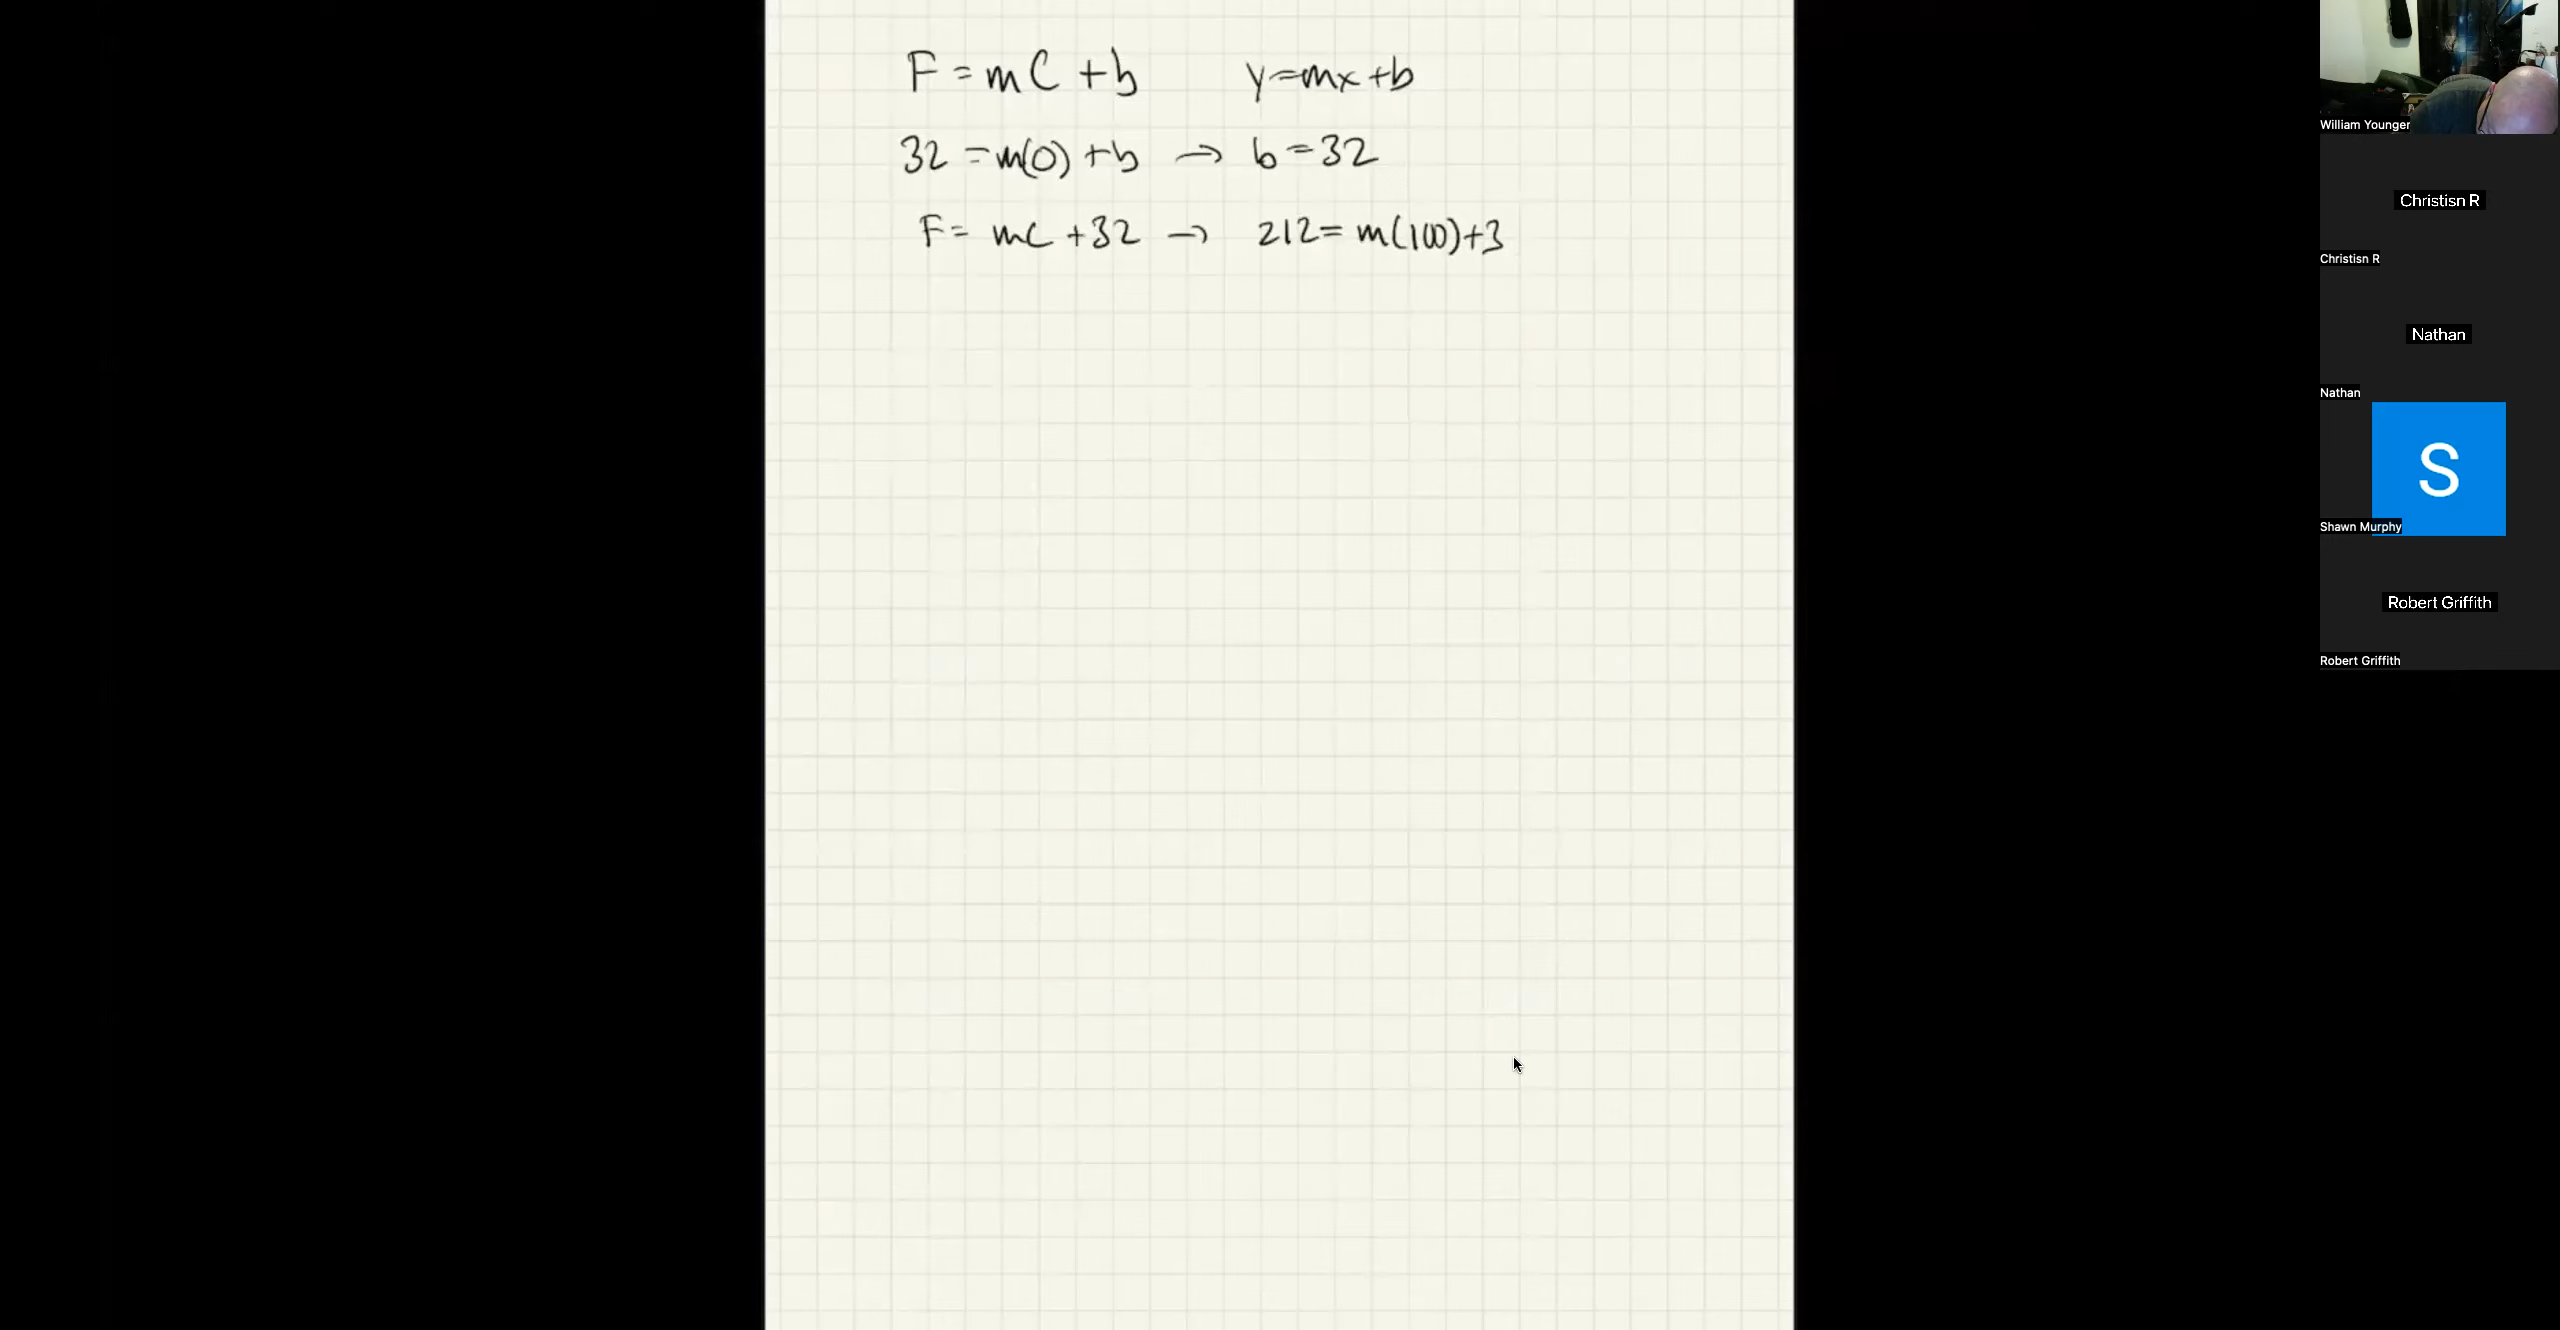 F = mC + b y = mx + b
32 = m(0) + b → b = 32
F = mC + 32 → 212 = m(100) + 3
William Younger
Christisn R
Christisn R
Nathan
Nathan
S
Shawn Murphy
Robert Griffith
Robert Griffith